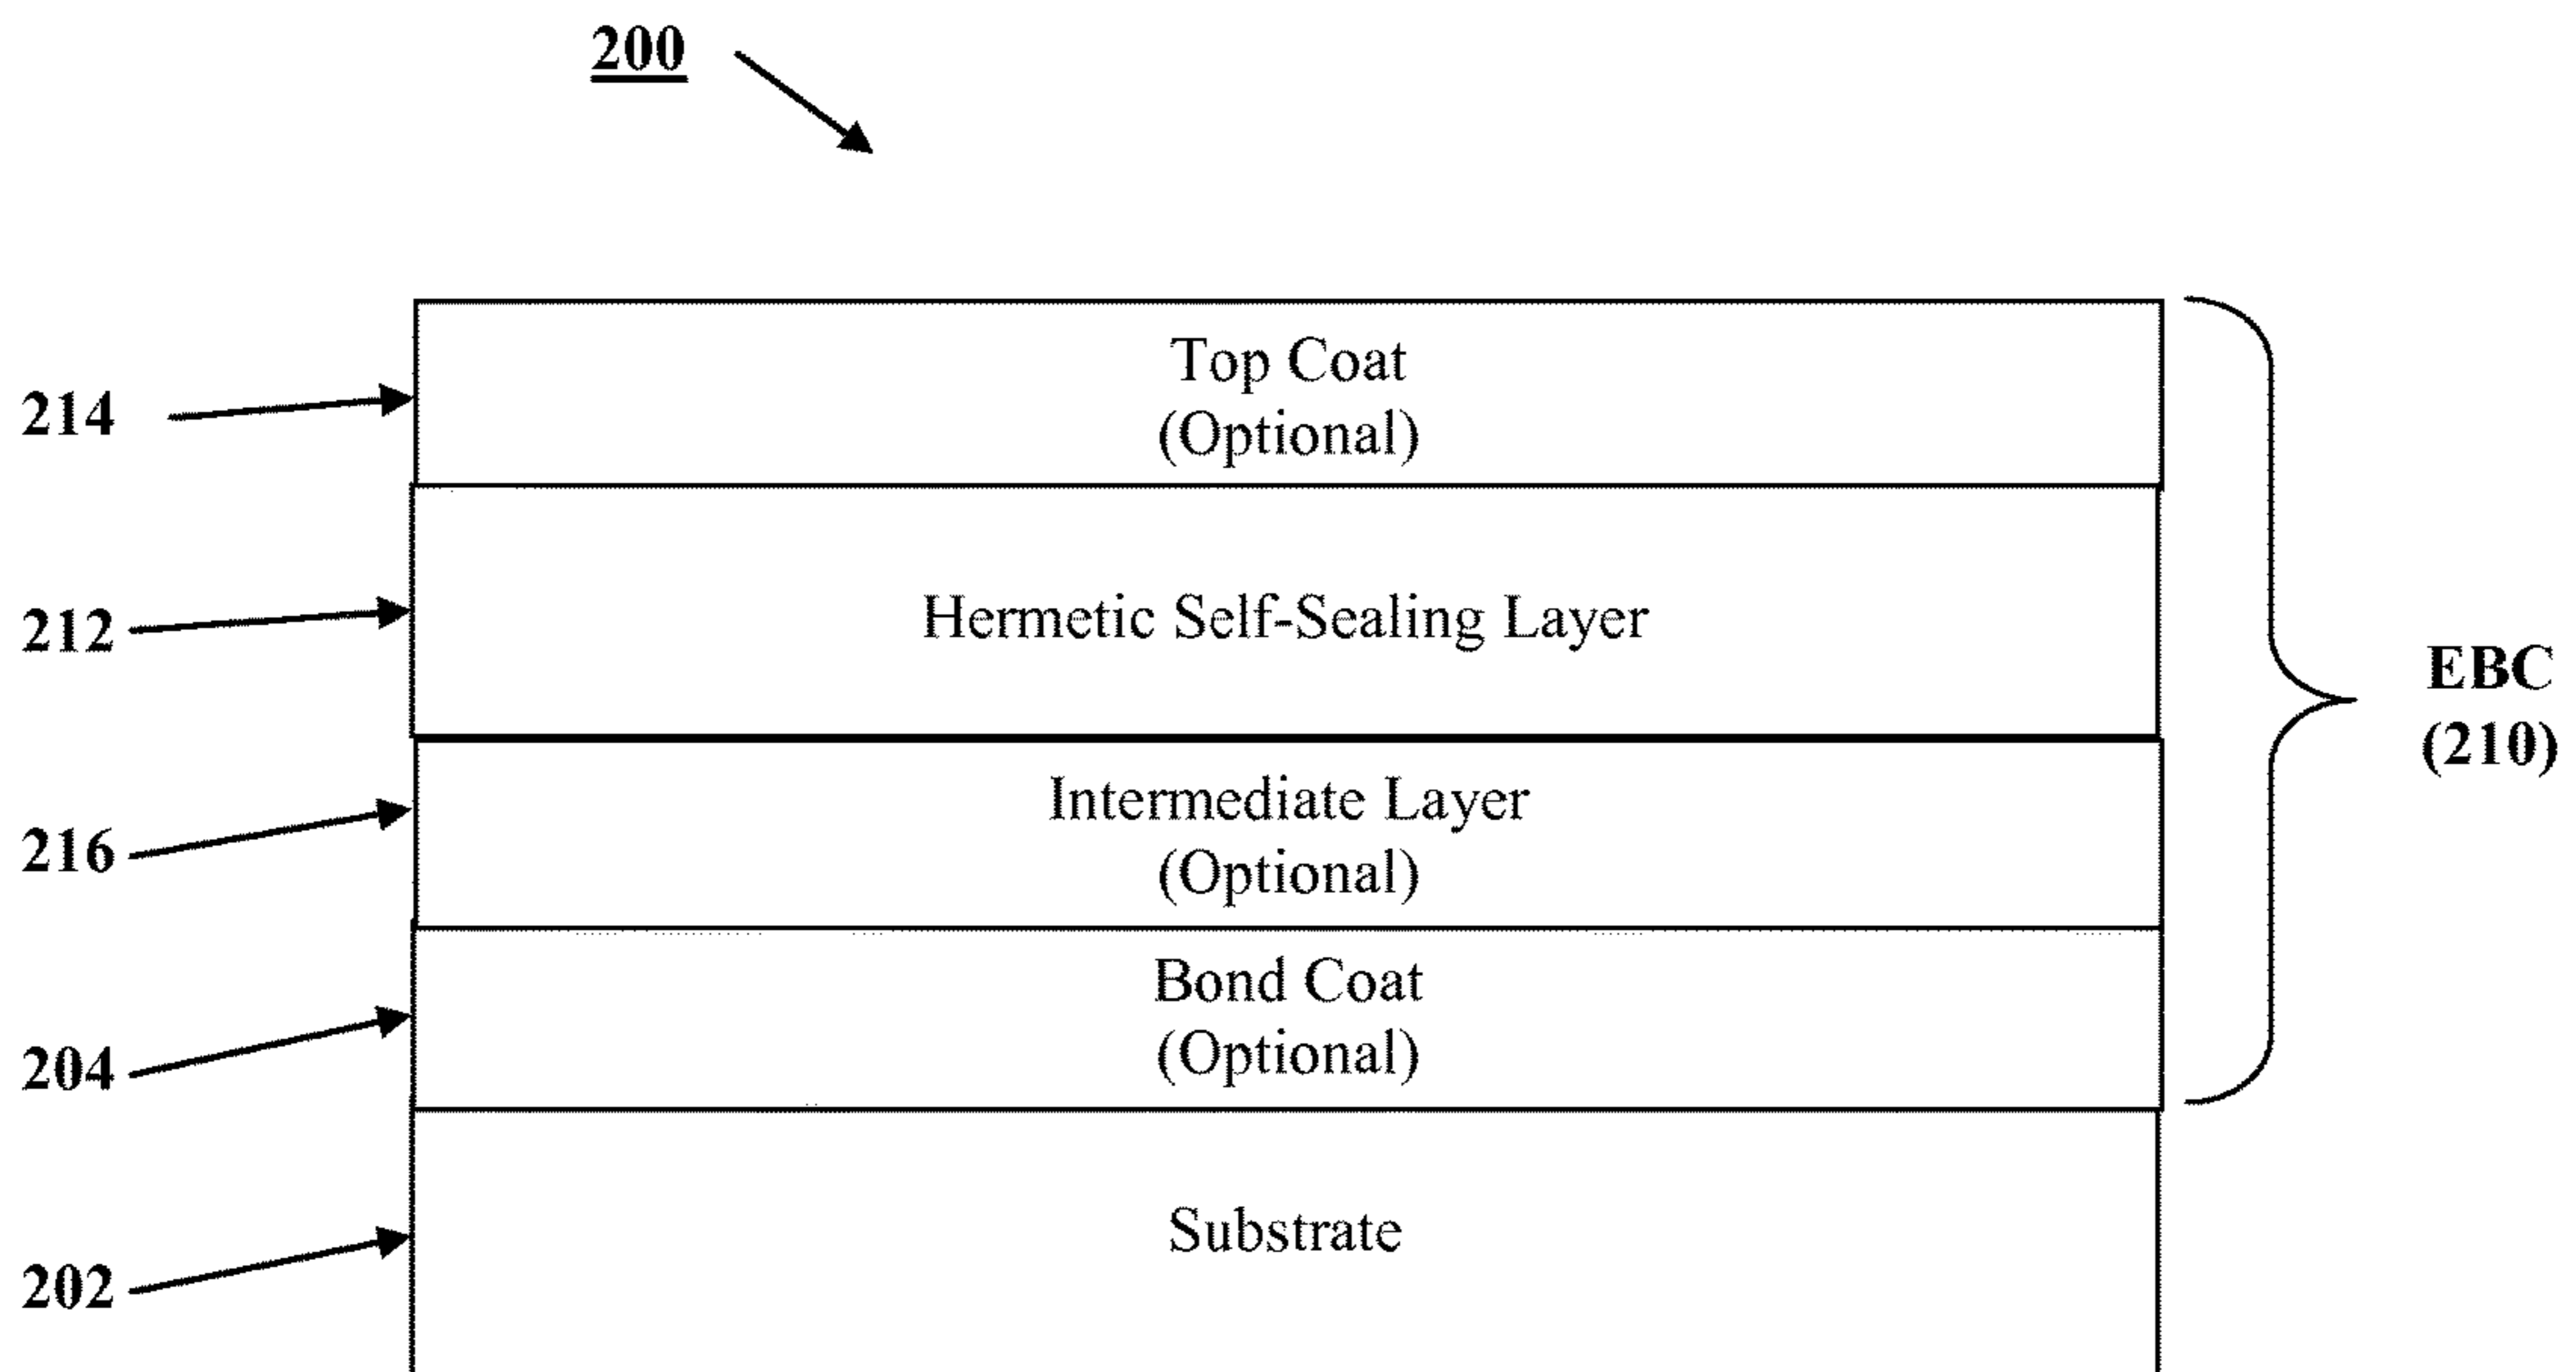 200
Top Coat
(Optional)
214
Hermetic Self-Sealing Layer
212
EBC
(210)
Intermediate Layer
(Optional)
216
Bond Coat
(Optional)
204
Substrate
202